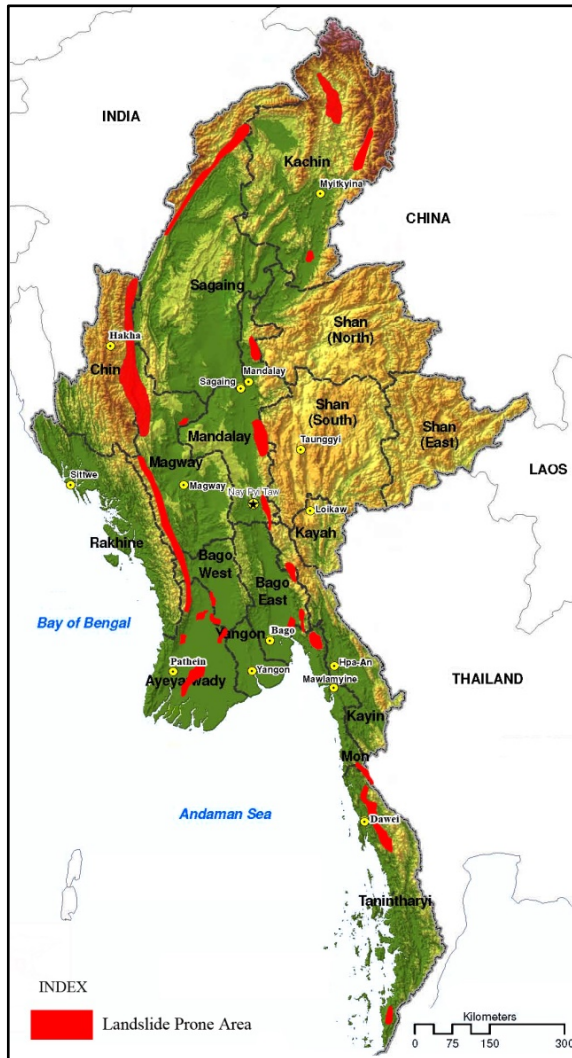 INDIA
Kachin
Myitkyina
CHINA
Sagaing
Shan
(North)
Hakha
Chin
Mandalay
Sagaing
Shan
(South)
Mandalay
Shan
(East)
Taunggyi
LAOS
Magway
Sittwe
Magway
Nay Pyi Taw
Loikaw
Kayah
Rakhine
Bago
West
Bago
East
Bay of Bengal
Yangon
Bago
Pathein
Yangon
Hpa-An
Ayeyarwady
Mawlamyine
THAILAND
Kayin
Mon
Andaman Sea
Dawei
Tanintharyi
INDEX
Landslide Prone Area
Kilometers
0 37.5 75 150 300